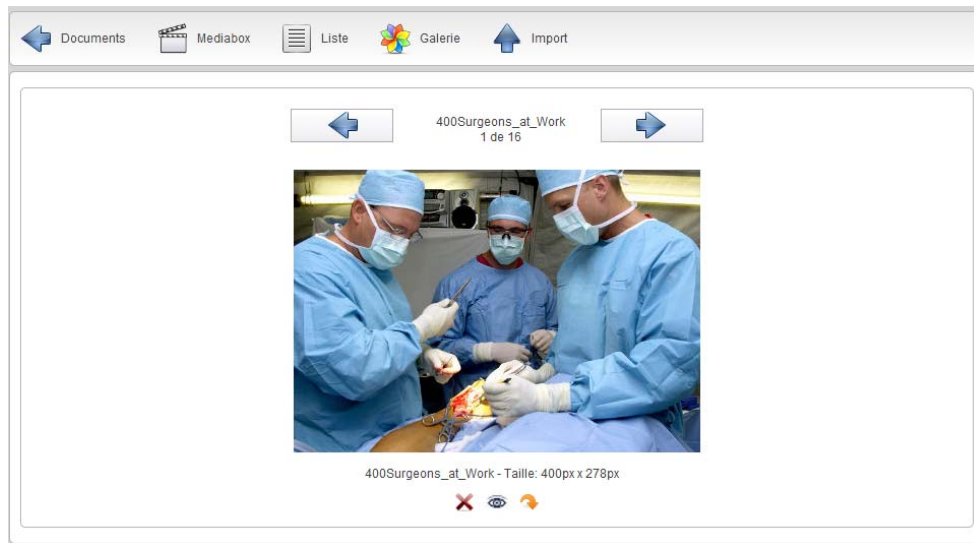 Documents Mediabox Liste Galerie Import
400Surgeons_at_Work
1 de 16
400Surgeons_at_Work - Taille: 400px x 278px